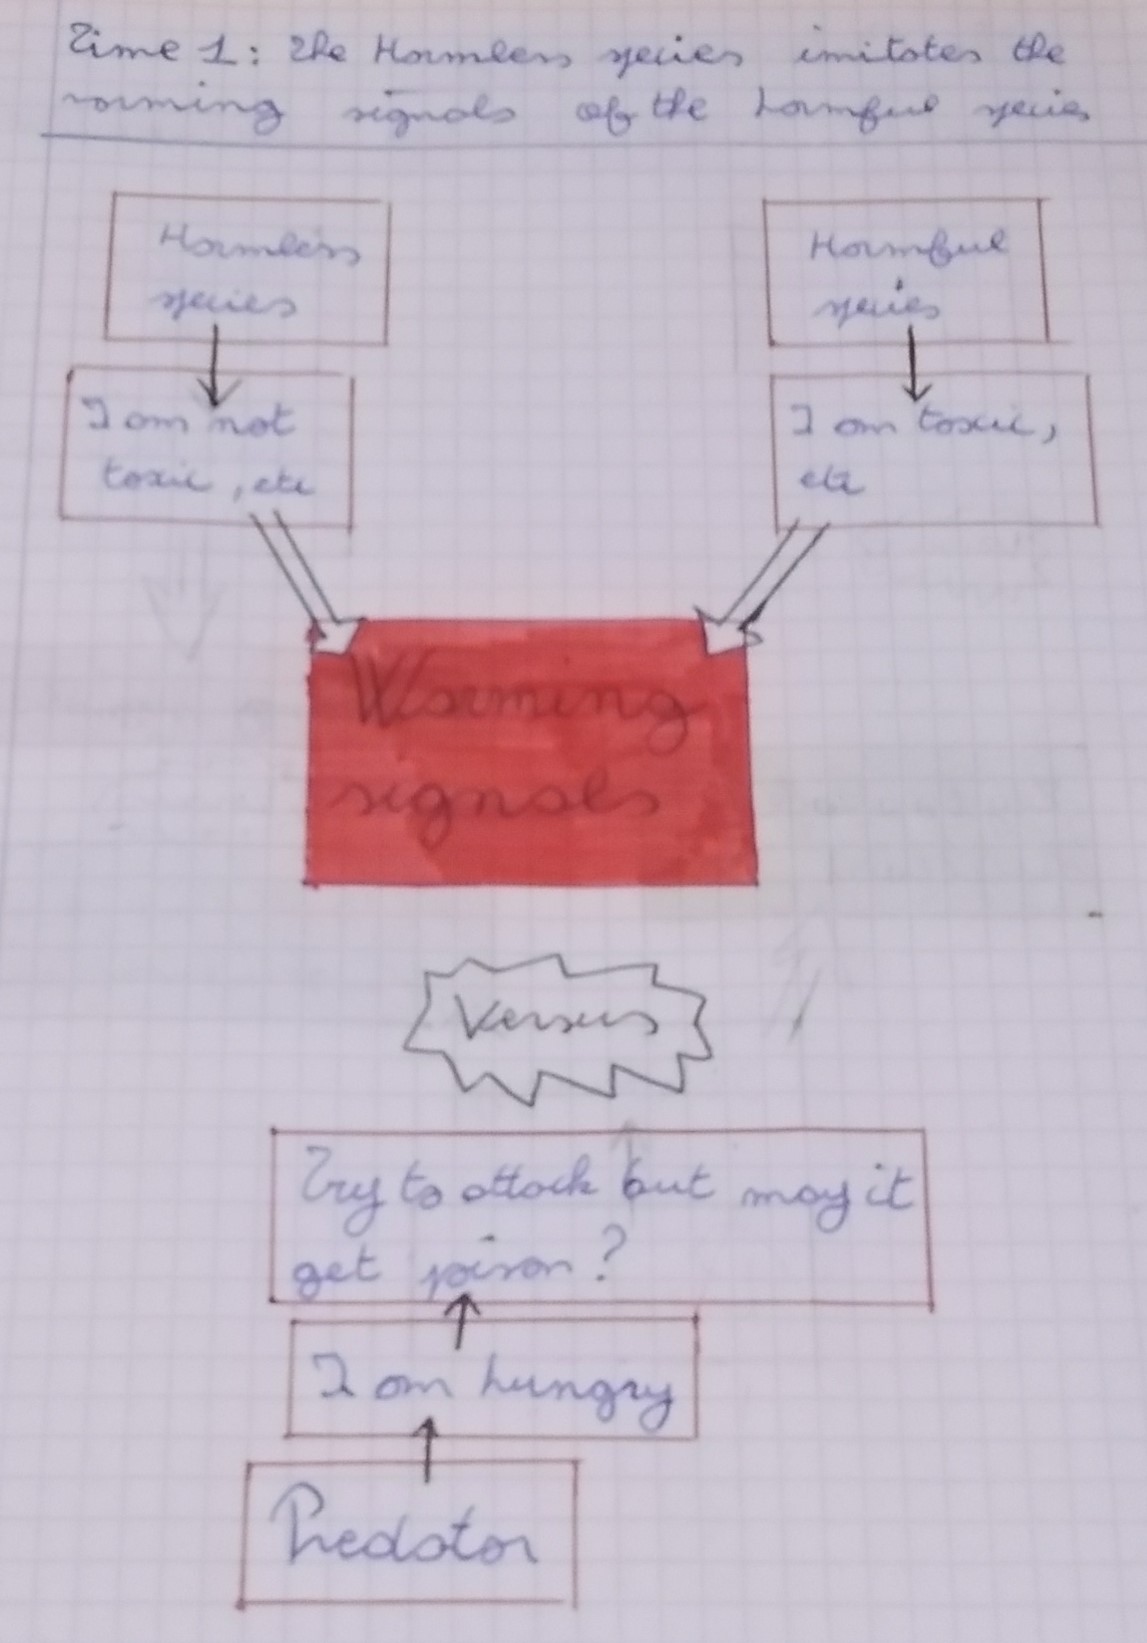 Time 1: The Harmless species imitates the
warning signals of the harmful species
Harmless
species
Harmful
species
I am not
toxic, etc
I am toxic,
etc
Warning
signals
Versus
Try to attack but may it
get poison?
I am hungry
Predator